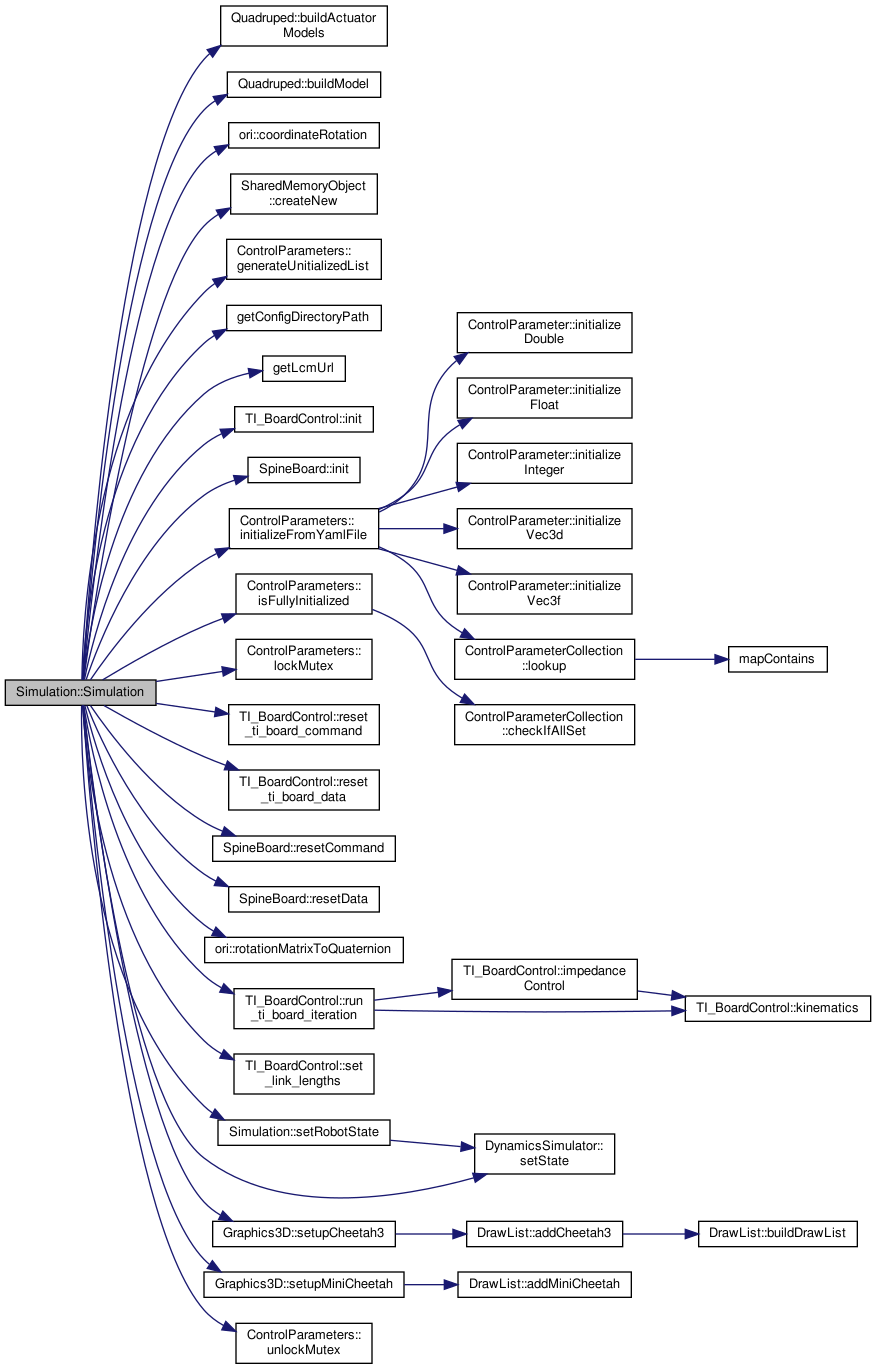 Quadruped::buildActuator
Models
Quadruped::buildModel
ori::coordinateRotation
SharedMemoryObject
::createNew
ControlParameters::
generateUnitializedList
getConfigDirectoryPath
getLcmUrl
TI_BoardControl::init
SpineBoard::init
ControlParameters::
initializeFromYamlFile
ControlParameters::
isFullyInitialized
ControlParameters::
lockMutex
Simulation::Simulation
TI_BoardControl::reset
_ti_board_command
TI_BoardControl::reset
_ti_board_data
SpineBoard::resetCommand
SpineBoard::resetData
ori::rotationMatrixToQuaternion
TI_BoardControl::run
_ti_board_iteration
TI_BoardControl::set
_link_lengths
Simulation::setRobotState
Graphics3D::setupCheetah3
Graphics3D::setupMiniCheetah
ControlParameters::
unlockMutex
ControlParameter::initialize
Double
ControlParameter::initialize
Float
ControlParameter::initialize
Integer
ControlParameter::initialize
Vec3d
ControlParameter::initialize
Vec3f
ControlParameterCollection
::lookup
ControlParameterCollection
::checkIfAllSet
mapContains
TI_BoardControl::impedance
Control
TI_BoardControl::kinematics
DynamicsSimulator::
setState
DrawList::addCheetah3
DrawList::buildDrawList
DrawList::addMiniCheetah